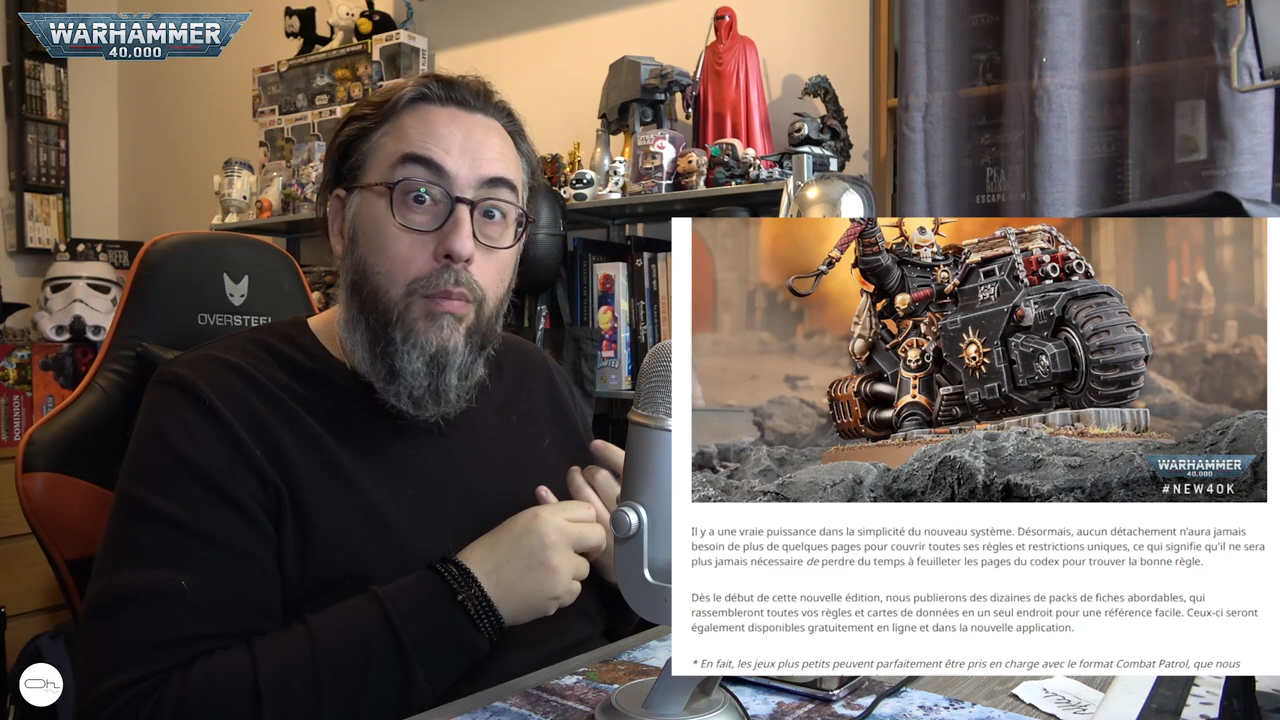 WARHAMMER
40,000
OVERSTEEL
DOMINION
ESCAPE
WARHAMMER
40,000
#NEW40K
Il y a une vraie puissance dans la simplicité du nouveau système. Désormais, aucun détachement n'aura jamais
besoin de plus de quelques pages pour couvrir toutes ses règles et restrictions uniques, ce qui signifie qu'il ne sera
plus jamais nécessaire de perdre du temps à feuilleter les pages du codex pour trouver la bonne règle.
Dès le début de cette nouvelle édition, nous publierons des dizaines de packs de fiches abordables, qui
rassembleront toutes vos règles et cartes de données en un seul endroit pour une référence facile. Ceux-ci seront
également disponibles gratuitement en ligne et dans la nouvelle application.
* En fait, les jeux plus petits peuvent parfaitement être pris en charge avec le format Combat Patrol, que nous